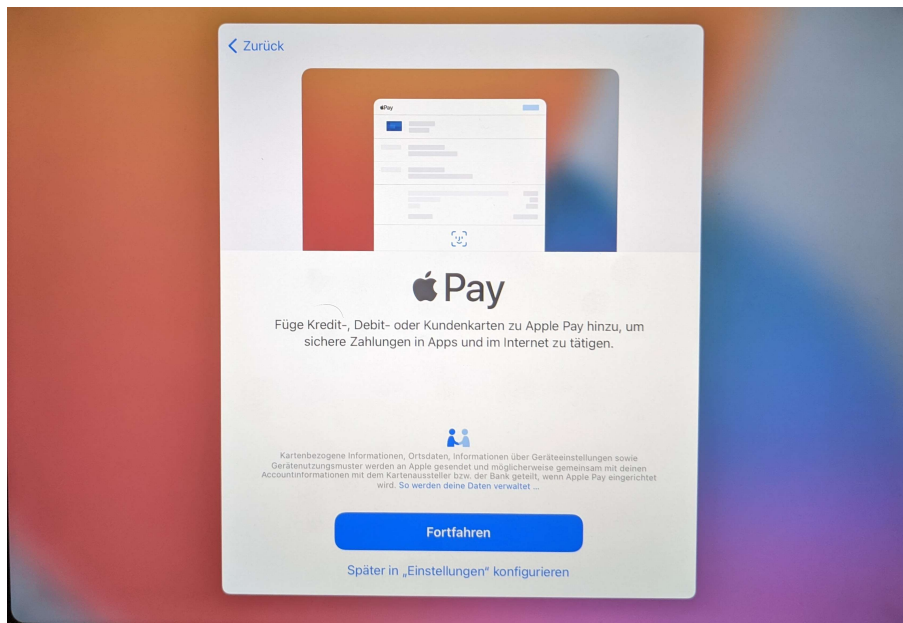 Zurück
Pay
Pay
Füge Kredit-, Debit- oder Kundenkarten zu Apple Pay hinzu, um
sichere Zahlungen in Apps und im Internet zu tätigen.
Kartenbezogene Informationen, Ortsdaten, Informationen über Geräteeinstellungen sowie
Gerätenutzungsmuster werden an Apple gesendet und möglicherweise gemeinsam mit deinen
Accountinformationen mit dem Kartenaussteller bzw. der Bank geteilt, wenn Apple Pay eingerichtet
wird. So werden deine Daten verwaltet ...
Fortfahren
Später in „Einstellungen“ konfigurieren